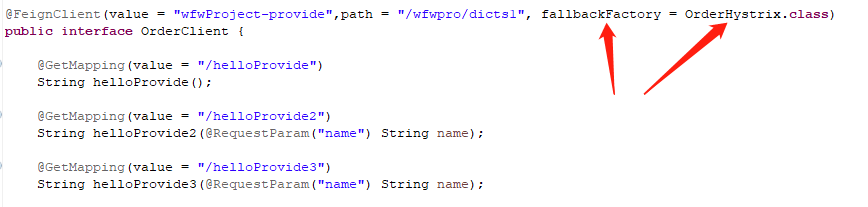 @FeignClient(value = "wfwProject-provide",path = "/wfwpro/dicts1", fallbackFactory = OrderHystrix.class)
public interface OrderClient {
@GetMapping(value = "/helloProvide")
String helloProvide();
@GetMapping(value = "/helloProvide2")
String helloProvide2(@RequestParam("name") String name);
@GetMapping(value = "/helloProvide3")
String helloProvide3(@RequestParam("name") String name);